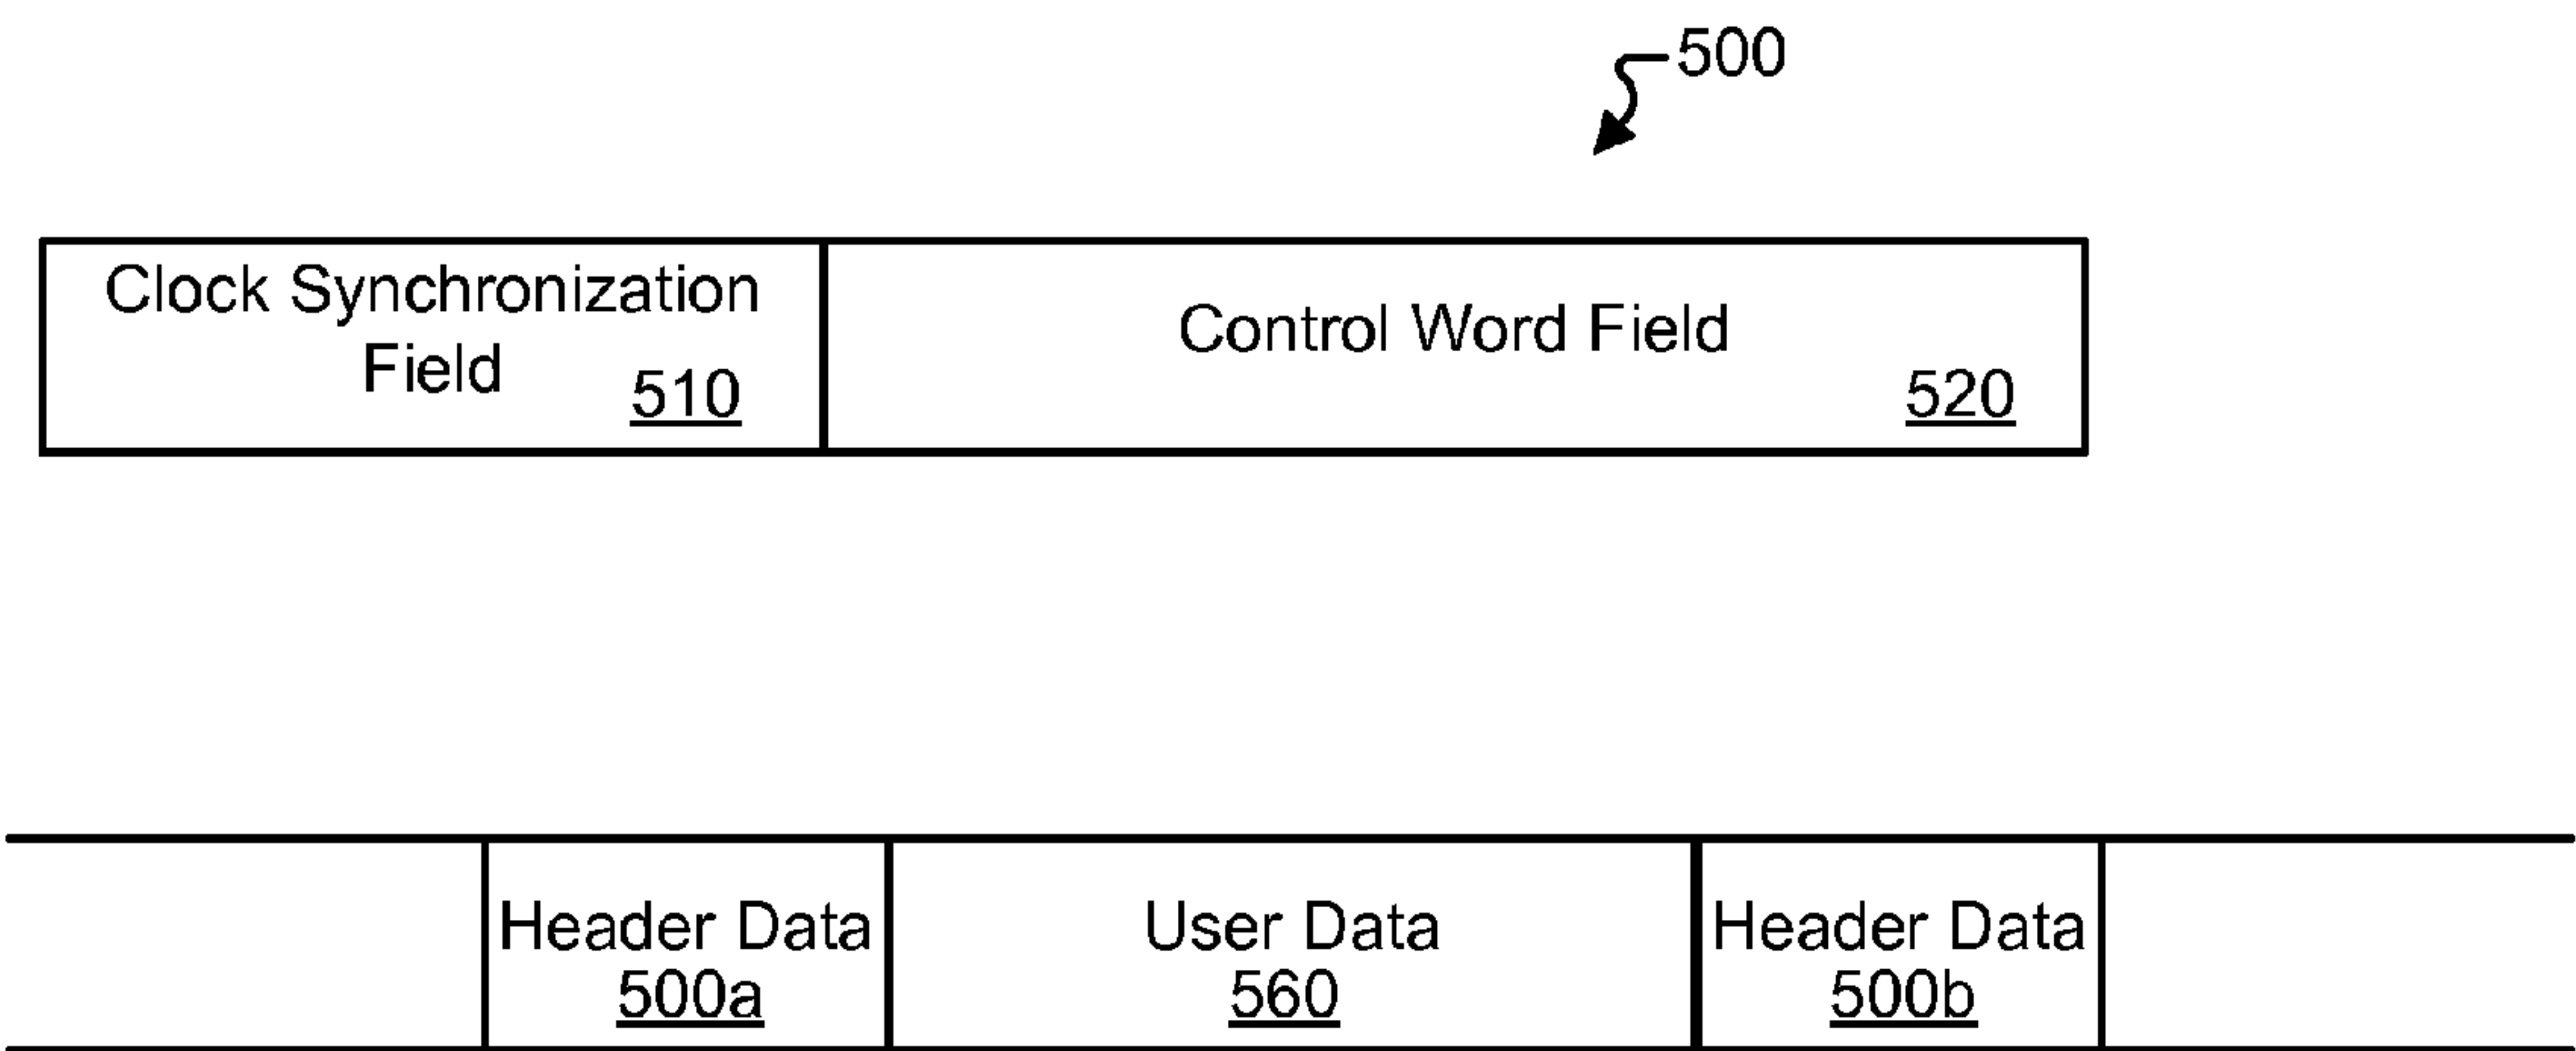 500
Clock Synchronization
Field
510
Control Word Field
520
Header Data
500a
User Data
560
Header Data
500b